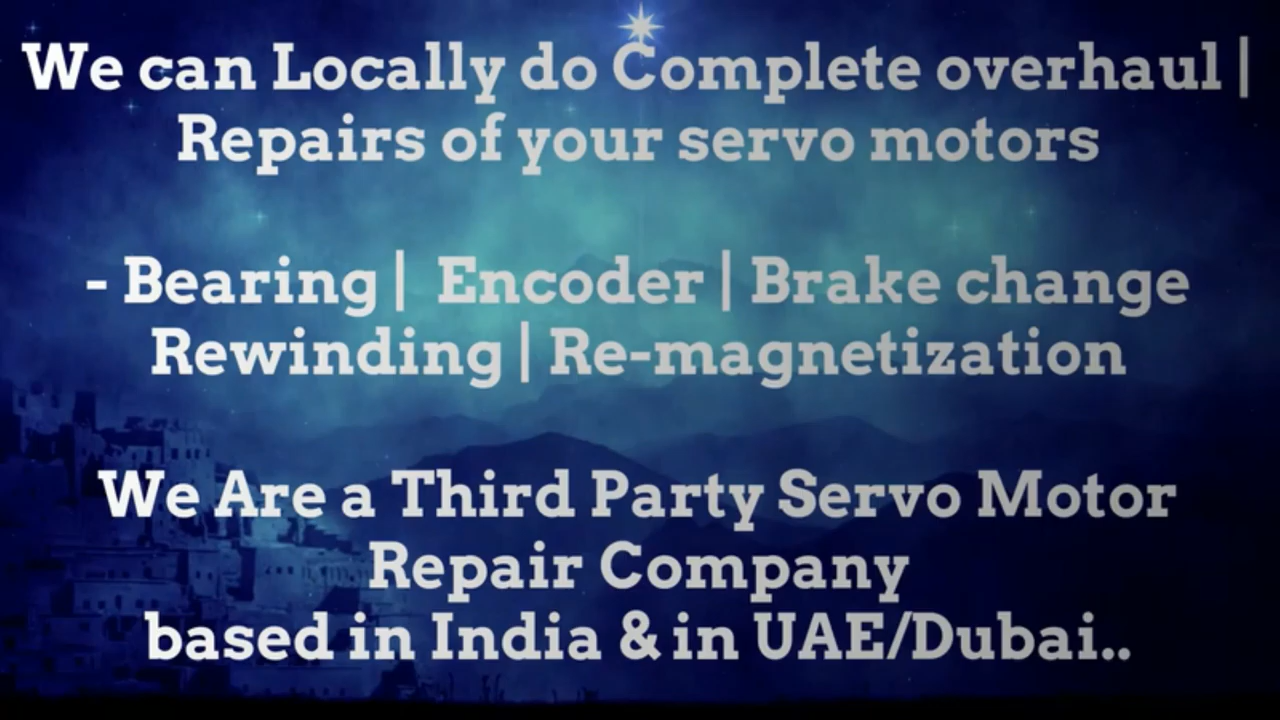 We can Locally do Complete overhaul |
Repairs of your servo motors
- Bearing | Encoder | Brake change
Rewinding | Re-magnetization
We Are a Third Party Servo Motor
Repair Company
based in India & in UAE/Dubai..